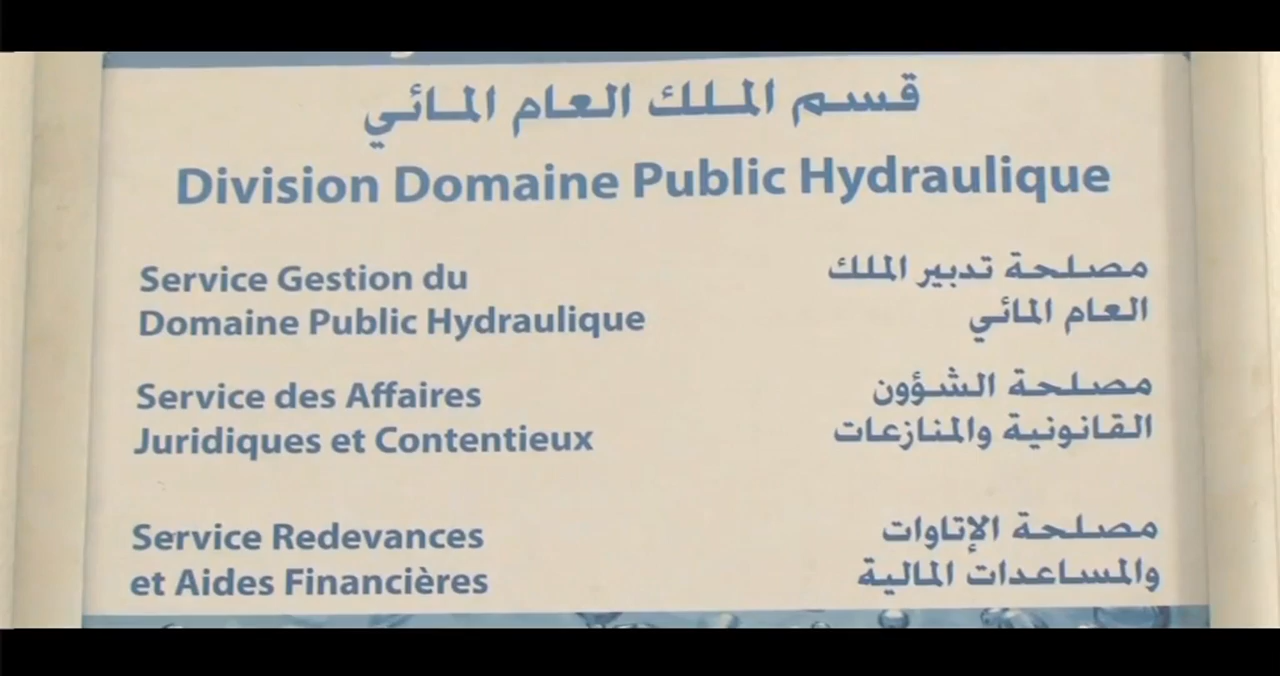 قسم الملك العام المائي
Division Domaine Public Hydraulique
Service Gestion du
Domaine Public Hydraulique
مصلحة تدبير الملك
العام المائي
Service des Affaires
Juridiques et Contentieux
مصلحة الشؤون
القانونية والمنازعات
Service Redevances
et Aides Financières
مصلحة الإتاوات
والمساعدات المالية